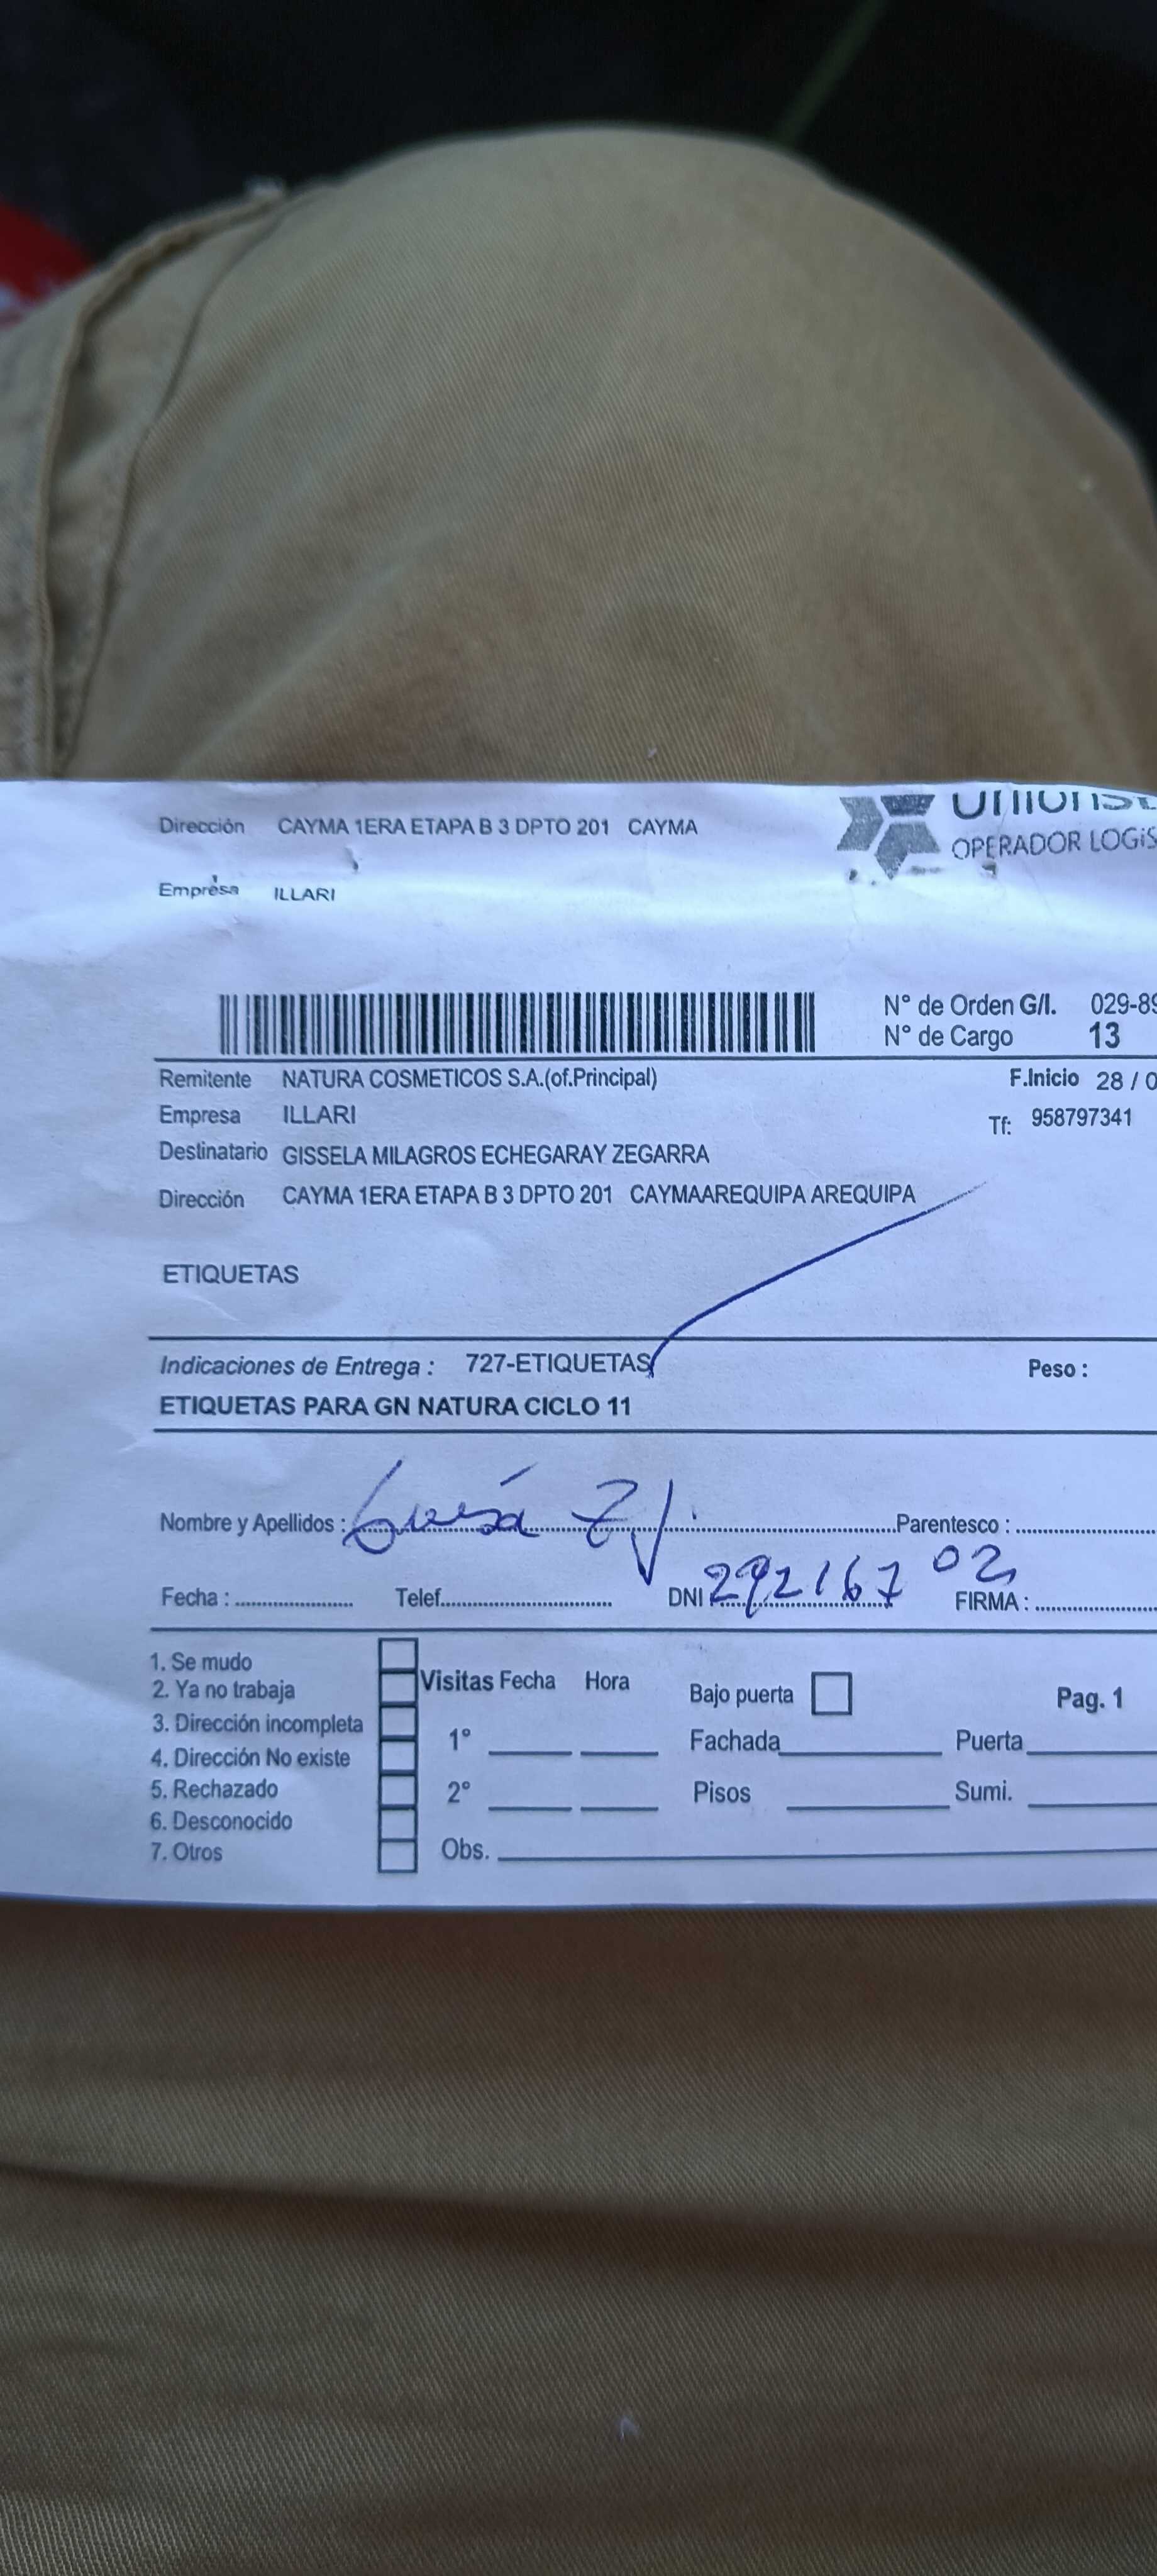 Dirección CAYMA 1ERA ETAPA B 3 DPTO 201 CAYMA
OPERADOR LOGÍS
Empresa ILLARI
N° de Orden G/I. 029-89
N° de Cargo 13
Remitente NATURA COSMETICOS S.A.(of.Principal) F.Inicio 28 / 0
Empresa ILLARI Tf: 958797341
Destinatario GISSELA MILAGROS ECHEGARAY ZEGARRA
Dirección CAYMA 1ERA ETAPA B 3 DPTO 201 CAYMAAREQUIPA AREQUIPA
ETIQUETAS
Indicaciones de Entrega : 727-ETIQUETAS Peso :
ETIQUETAS PARA GN NATURA CICLO 11
Nombre y Apellidos : Parentesco :
Fecha : Telef. DNI 29216702 FIRMA :
1. Se mudo
2. Ya no trabaja
3. Dirección incompleta
4. Dirección No existe
5. Rechazado
6. Desconocido
7. Otros
Visitas Fecha Hora
1°
2°
Obs.
Bajo puerta Pag. 1
Fachada Puerta
Pisos Sumi.